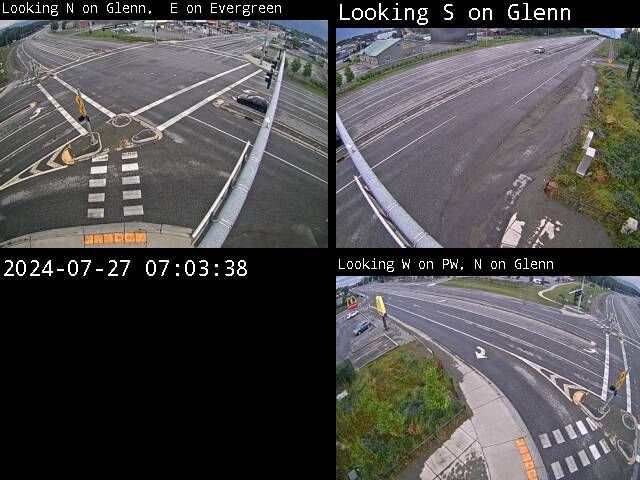 Looking N on Glenn,  E on Evergreen
Looking S on Glenn
2024-07-27 07:03:38
Looking W on PW, N on Glenn